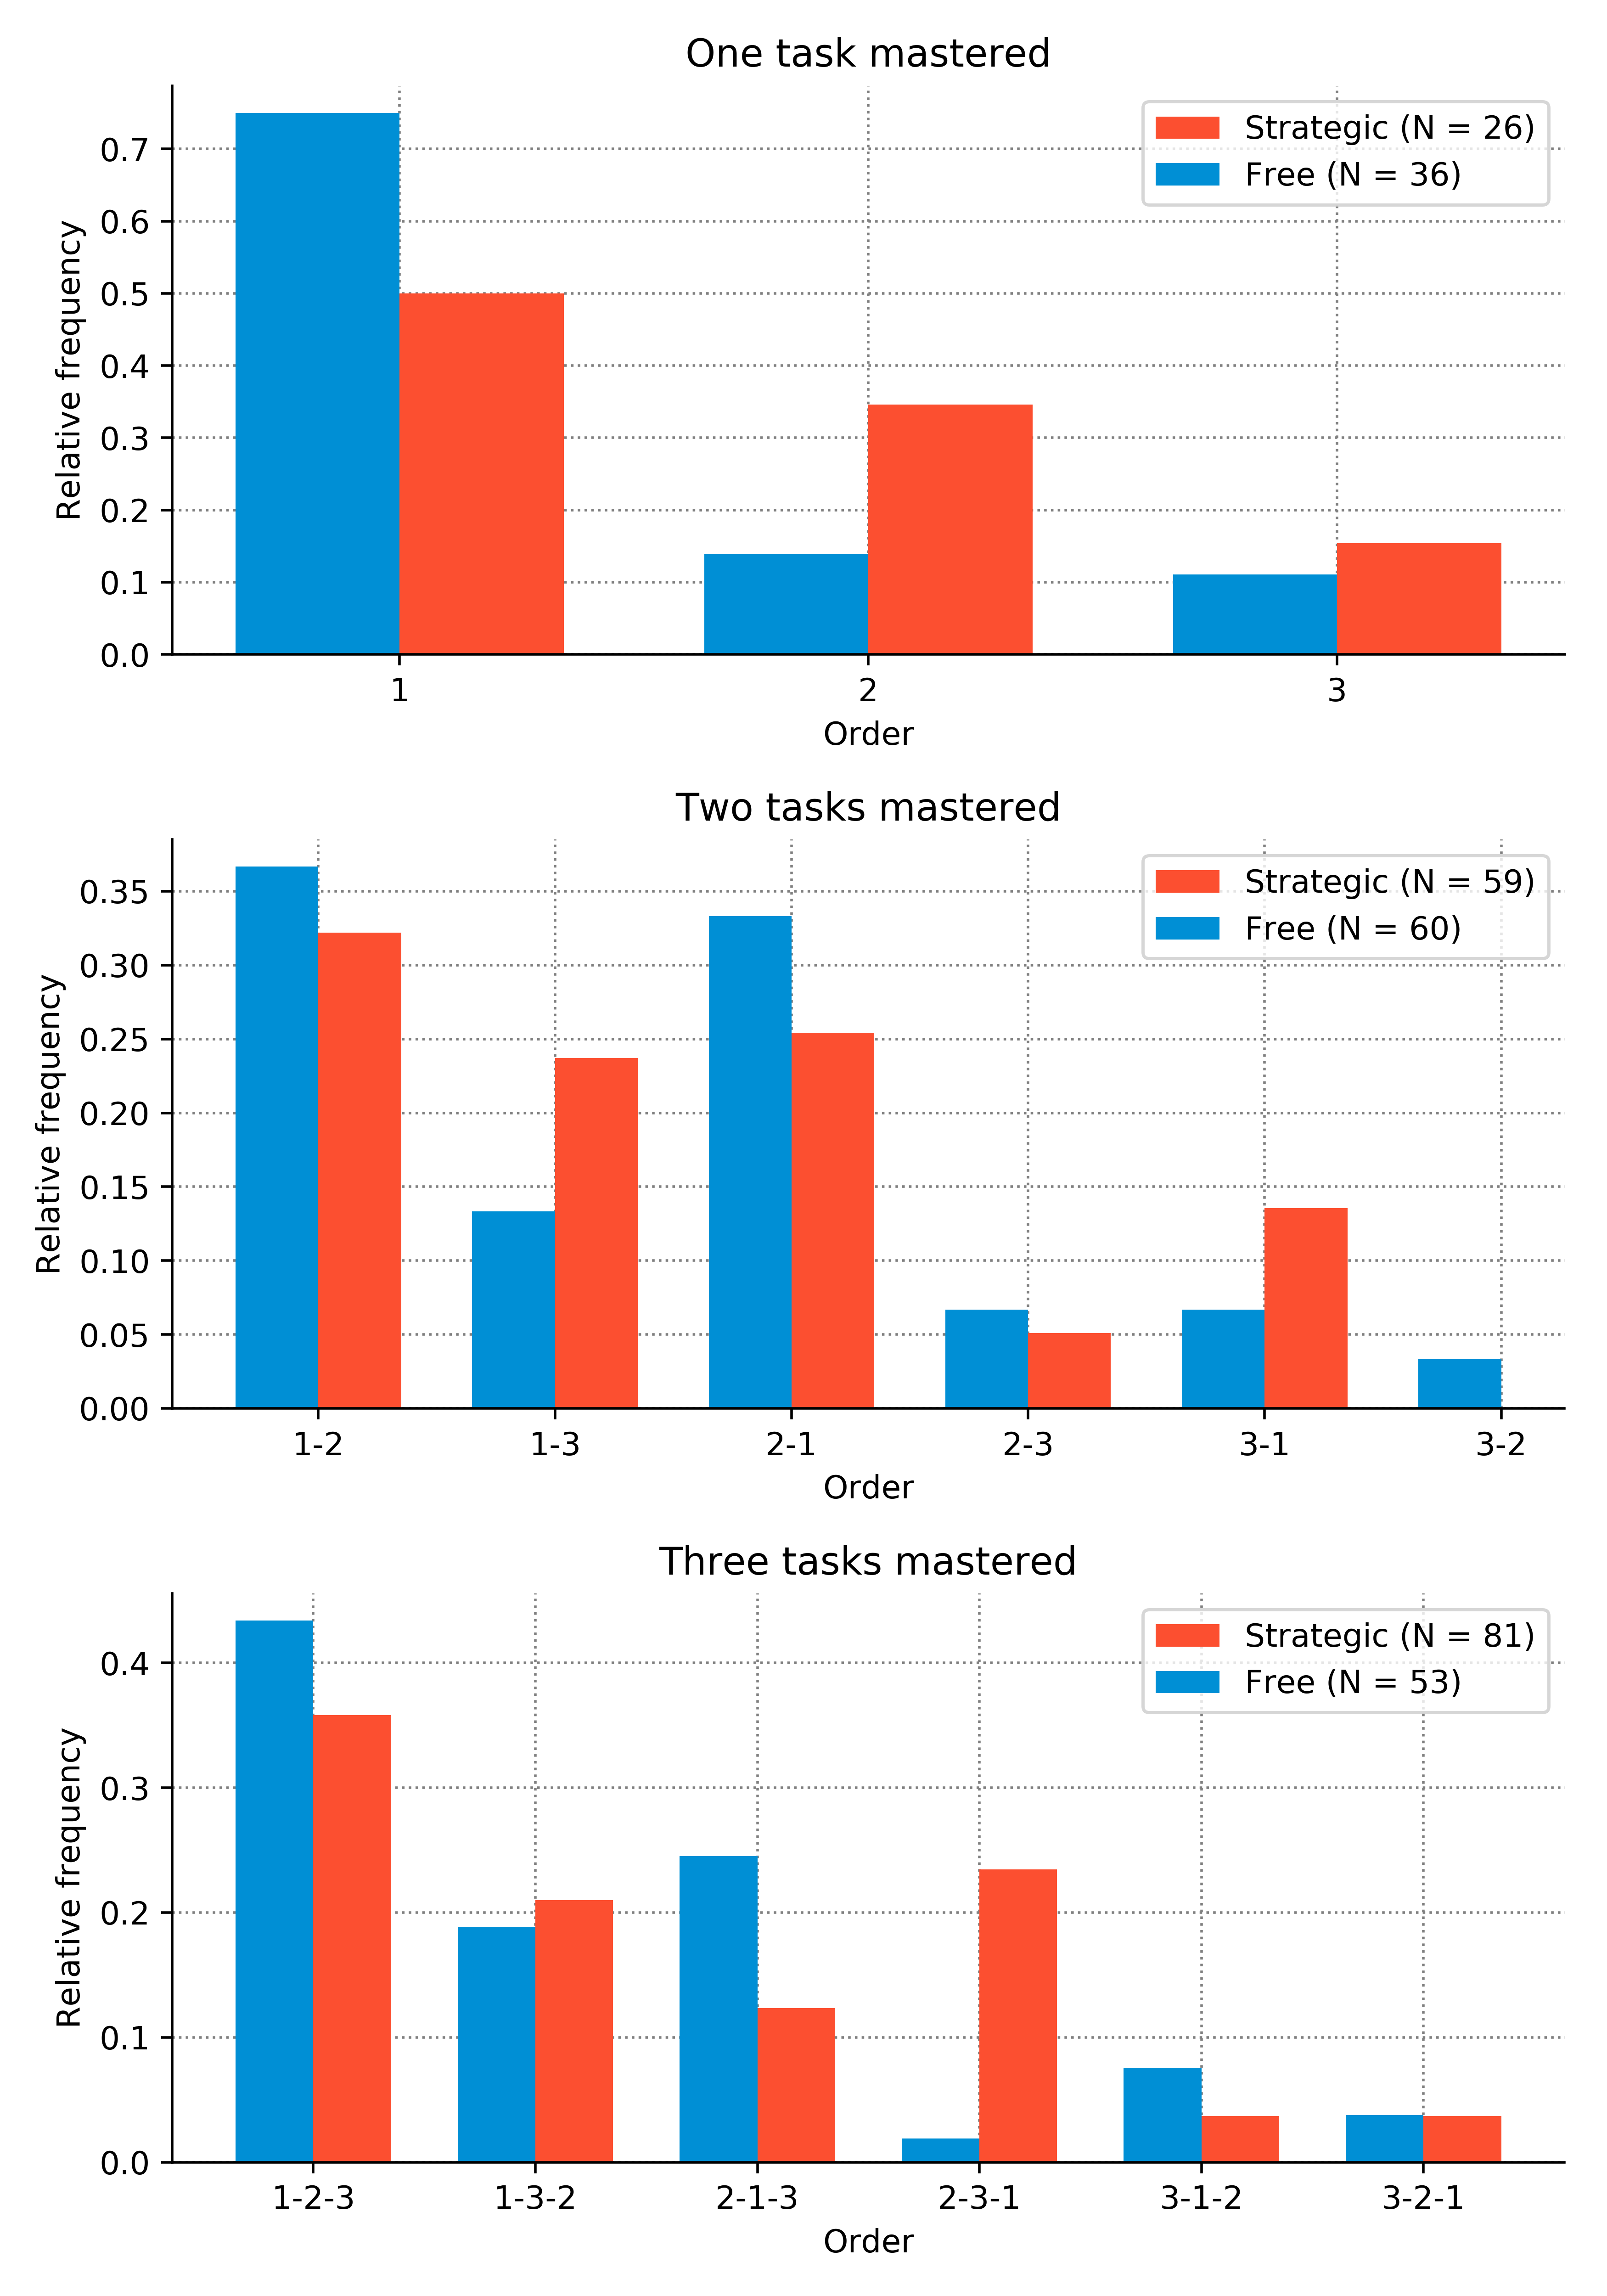 One task mastered
Relative frequency
0.7
0.6
0.5
0.4
0.3
0.2
0.1
0.0
Strategic (N = 26)
Free (N = 36)
1 2 3
Order
Two tasks mastered
Relative frequency
0.35
0.30
0.25
0.20
0.15
0.10
0.05
0.00
Strategic (N = 59)
Free (N = 60)
1-2 1-3 2-1 2-3 3-1 3-2
Order
Three tasks mastered
Relative frequency
0.4
0.3
0.2
0.1
0.0
Strategic (N = 81)
Free (N = 53)
1-2-3 1-3-2 2-1-3 2-3-1 3-1-2 3-2-1
Order